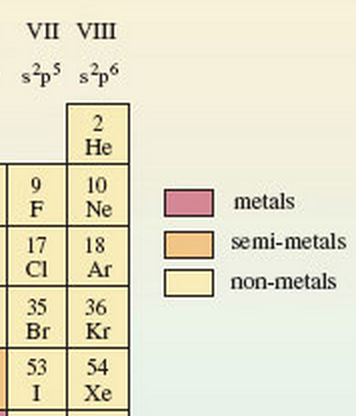 VII VIII
s²p⁵ s²p⁶
2
He
9 10
F Ne
17 18
Cl Ar
35 36
Br Kr
53 54
I Xe
metals
semi-metals
non-metals